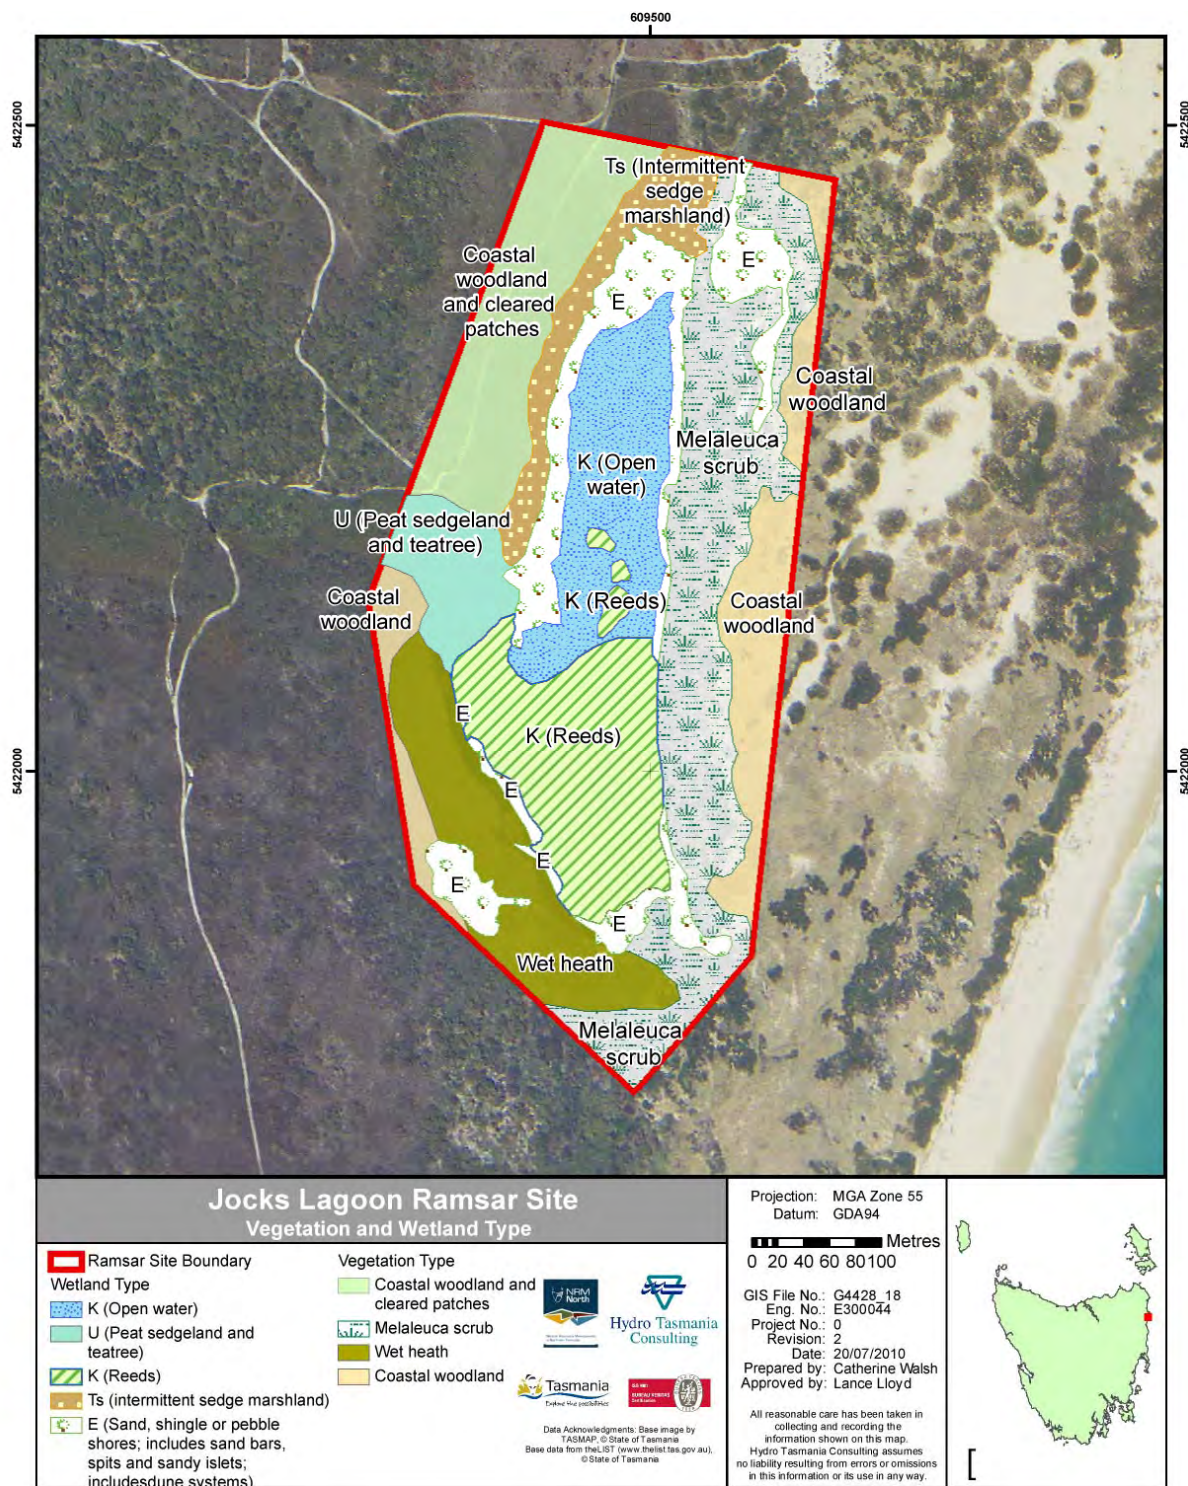 609500
5422500
5422500
Ts (Intermittent
sedge
marshland)
Coastal
woodland
and cleared
patches
E
E
Coastal
woodland
Melaleuca
scrub
K (Open
water)
U (Peat sedgeland
and teatree)
Coastal
woodland
K (Reeds)
Coastal
woodland
E
K (Reeds)
5422000
5422000
E
E
E
E
Wet heath
Melaleuca
scrub
Jocks Lagoon Ramsar Site
Vegetation and Wetland Type
Ramsar Site Boundary
Wetland Type
K (Open water)
U (Peat sedgeland and
teatree)
K (Reeds)
Ts (intermittent sedge marshland)
E (Sand, shingle or pebble
shores; includes sand bars,
spits and sandy islets;
includesdune systems)
Vegetation Type
Coastal woodland and
cleared patches
Melaleuca scrub
Wet heath
Coastal woodland
NRM
North
Hydro Tasmania
Consulting
Tasmania
Explore the possibilities
BUREAU VERITAS
Certification
Data Acknowledgments: Base image by
TASMAP, © State of Tasmania
Base data from theLIST (www.thelist.tas.gov.au),
© State of Tasmania
Projection: MGA Zone 55
Datum: GDA94
Metres
0 20 40 60 80 100
GIS File No.: G4428_18
Eng. No.: E300044
Project No.: 0
Revision: 2
Date: 20/07/2010
Prepared by: Catherine Walsh
Approved by: Lance Lloyd
All reasonable care has been taken in
collecting and recording the
information shown on this map.
Hydro Tasmania Consulting assumes
no liability resulting from errors or omissions
in this information or its use in any way.